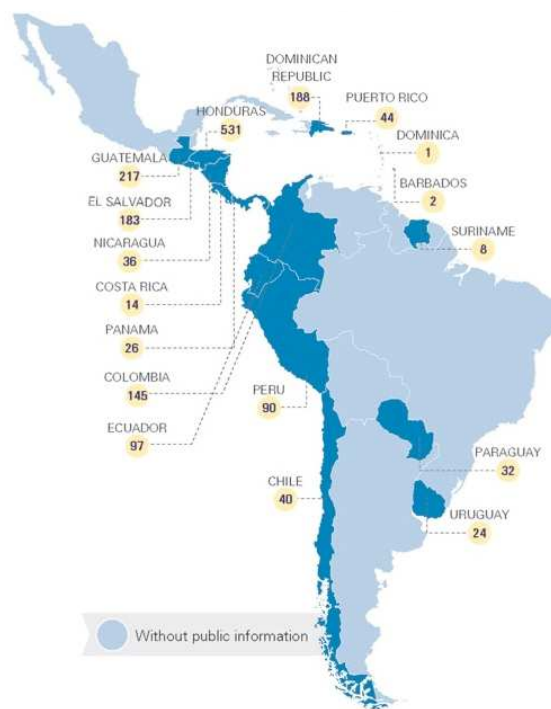 DOMINICAN
REPUBLIC
188
PUERTO RICO
44
HONDURAS
531
DOMINICA
1
GUATEMALA
217
BARBADOS
2
EL SALVADOR
183
SURINAME
8
NICARAGUA
36
COSTA RICA
14
PANAMA
26
COLOMBIA
145
PERU
90
ECUADOR
97
PARAGUAY
32
CHILE
40
URUGUAY
24
Without public information